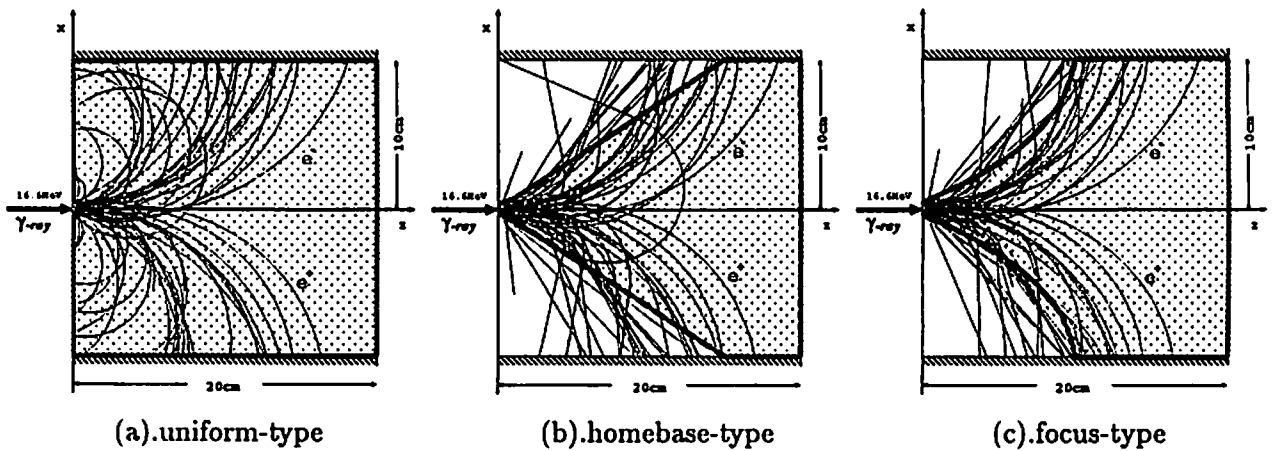 x
x
x
10cm
10cm
10cm
e⁻
e⁻
e⁻
16.6MeV
16.6MeV
16.6MeV
γ-ray
γ-ray
γ-ray
z
z
z
e⁺
e⁺
e⁺
20cm
20cm
20cm
(a).uniform-type
(b).homebase-type
(c).focus-type